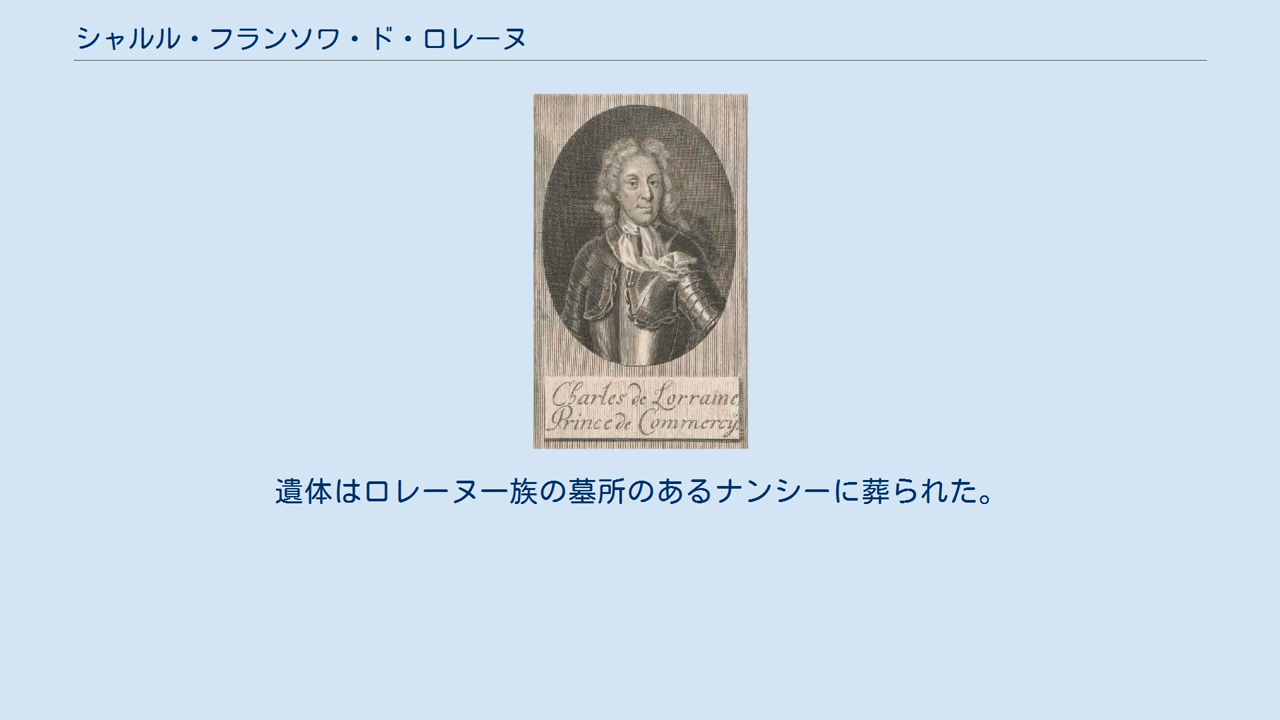 シャルル・フランソワ・ド・ロレーヌ
Charles de Lorraine
Prince de Commercÿ
遺体はロレーヌ一族の墓所のあるナンシーに葬られた。